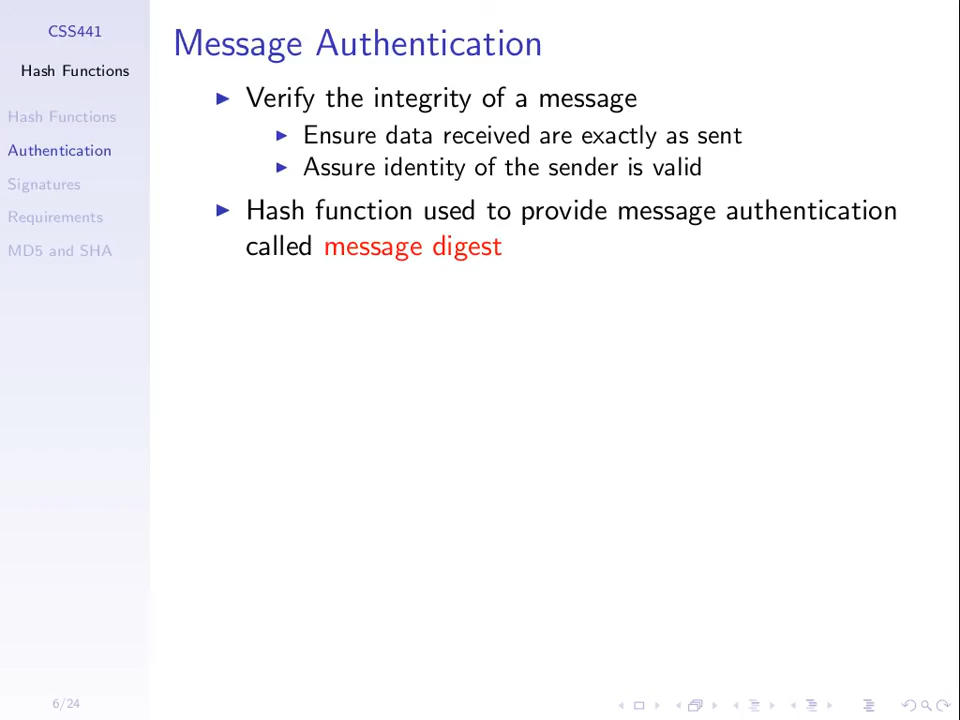 CSS441
Hash Functions
Hash Functions
Authentication
Signatures
Requirements
MD5 and SHA
6/24
Message Authentication
Verify the integrity of a message
Ensure data received are exactly as sent
Assure identity of the sender is valid
Hash function used to provide message authentication
called message digest